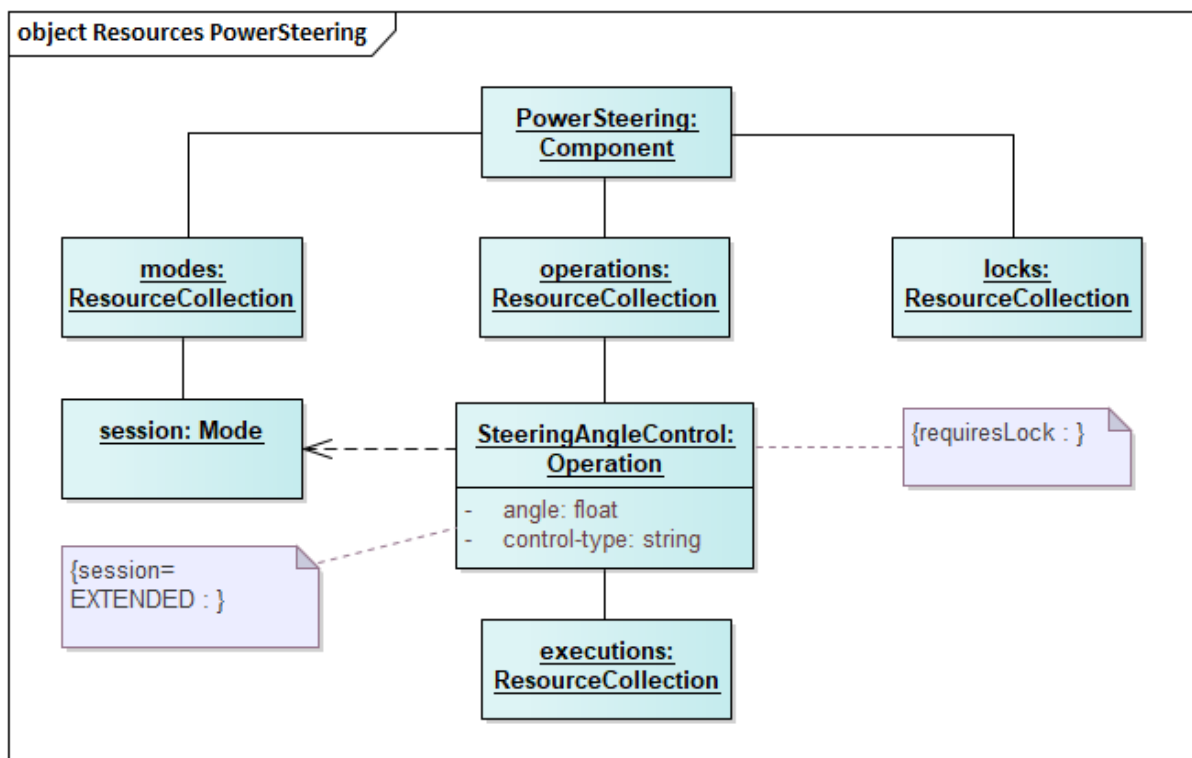 object Resources PowerSteering
PowerSteering:
Component
modes:
ResourceCollection
operations:
ResourceCollection
locks:
ResourceCollection
session: Mode
SteeringAngleControl:
Operation
- angle: float
- control-type: string
{requiresLock : }
{session=
EXTENDED : }
executions:
ResourceCollection